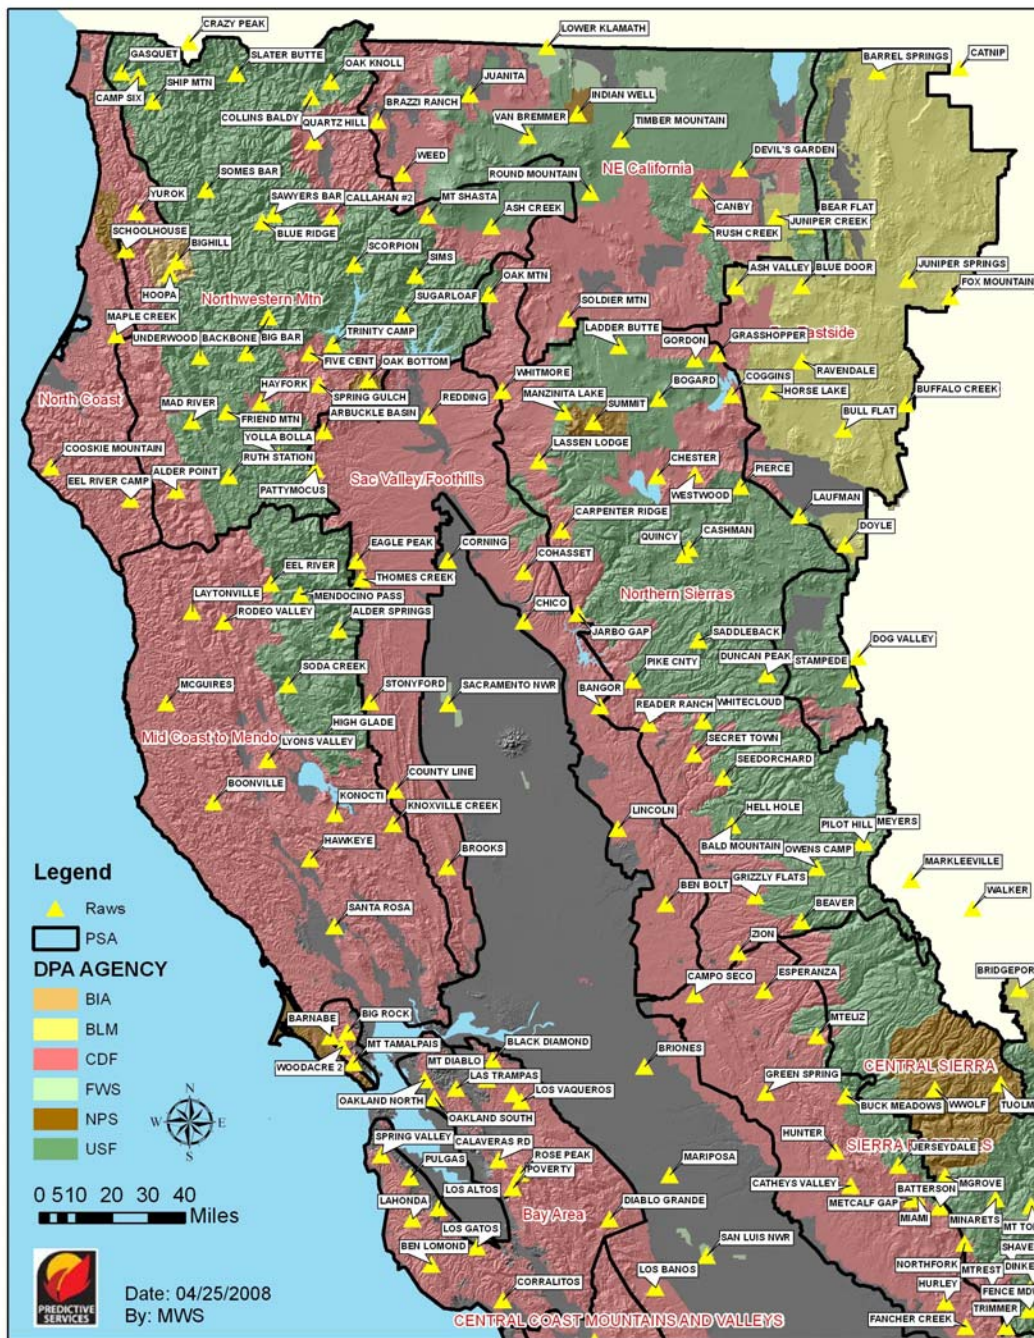 CRAZY PEAK
LOWER KLAMATH
GASQUET
SLATER BUTTE
BARREL SPRINGS
CATNIP
SHIP MTN
OAK KNOLL
JUANITA
CAMP SIX
COLLINS BALDY
BRAZZI RANCH
INDIAN WELL
QUARTZ HILL
VAN BREMMER
TIMBER MOUNTAIN
WEED
DEVIL'S GARDEN
NE California
SOMES BAR
ROUND MOUNTAIN
YUROK
SAWYERS BAR
CALLAHAN #2
MT SHASTA
CANBY
BEAR FLAT
ASH CREEK
JUNIPER CREEK
SCHOOLHOUSE
BLUE RIDGE
RUSH CREEK
BIGHILL
SCORPION
SIMS
ASH VALLEY
BLUE DOOR
JUNIPER SPRINGS
OAK MTN
FOX MOUNTAIN
HOOPA
Northwestern Mtn
SUGARLOAF
SOLDIER MTN
MAPLE CREEK
UNDERWOOD
BACKBONE
BIG BAR
TRINITY CAMP
LADDER BUTTE
GRASSHOPPER
GORDON
Eastside
FIVE CENT
OAK BOTTOM
RAVENDALE
WHITMORE
BOGARD
COGGINS
HAYFORK
SPRING GULCH
REDDING
MANZINITA LAKE
SUMMIT
HORSE LAKE
BUFFALO CREEK
North Coast
MAD RIVER
FRIEND MTN
ARBUCKLE BASIN
BULL FLAT
YOLLA BOLLA
LASSEN LODGE
COOSKIE MOUNTAIN
ALDER POINT
RUTH STATION
CHESTER
PIERCE
EEL RIVER CAMP
PATTYMOCUS
Sac Valley/Foothills
WESTWOOD
LAUFMAN
CARPENTER RIDGE
DOYLE
QUINCY
CASHMAN
EAGLE PEAK
CORNING
COHASSET
EEL RIVER
THOMES CREEK
LAYTONVILLE
MENDOCINO PASS
Northern Sierras
RODEO VALLEY
ALDER SPRINGS
CHICO
JARBO GAP
SADDLEBACK
DOG VALLEY
SODA CREEK
PIKE CNTY
DUNCAN PEAK
STAMPEDE
MCGUIRES
STONYFORD
SACRAMENTO NWR
BANGOR
READER RANCH
WHITECLOUD
HIGH GLADE
Mid Coast to Mendo
LYONS VALLEY
SECRET TOWN
COUNTY LINE
SEEDORCHARD
BOONVILLE
KONOCTI
KNOXVILLE CREEK
LINCOLN
HELL HOLE
HAWKEYE
BALD MOUNTAIN
PILOT HILL
MEYERS
OWENS CAMP
BROOKS
MARKLEEVILLE
BEN BOLT
GRIZZLY FLATS
WALKER
SANTA ROSA
BEAVER
ZION
CAMPO SECO
ESPERANZA
BRIDGEPOR
BARNABE
BIG ROCK
MTELIZ
MT TAMALPAIS
BLACK DIAMOND
WOODACRE 2
MT DIABLO
BRIONES
CENTRAL SIERRA
LAS TRAMPAS
GREEN SPRING
OAKLAND NORTH
LOS VAQUEROS
BUCK MEADOWS
WWOLF
TUOLM
OAKLAND SOUTH
SPRING VALLEY
CALAVERAS RD
HUNTER
JERSEYDALE
PULGAS
ROSE PEAK
POVERTY
MARIPOSA
CATHEYS VALLEY
BATTERSON
MGROVE
LAHONDA
LOS ALTOS
DIABLO GRANDE
METCALF GAP
MIAMI
MINARETS
MT TO
Bay Area
LOS GATOS
SAN LUIS NWR
SHAVE
BEN LOMOND
LOS BANOS
NORTHFORK
MTREST
DINKE
CORRALITOS
HURLEY
FENCE MD
TRIMMER
CENTRAL COAST MOUNTAINS AND VALLEYS
FANCHER CREEK
Legend
Raws
PSA
DPA AGENCY
BIA
BLM
CDF
FWS
NPS
USF
N
W E
S
0 5 10 20 30 40
Miles
PREDICTIVE
SERVICES
Date: 04/25/2008
By: MWS